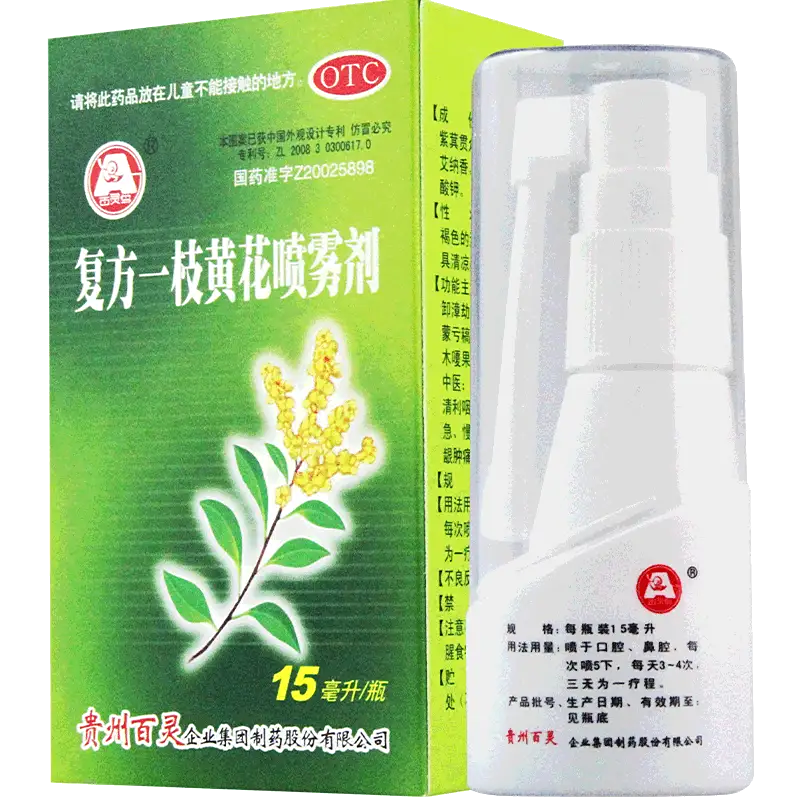 请将此药品放在儿童不能接触的地方。
OTC
本图案已获中国外观设计专利 仿冒必究
专利号：ZL 2008 3 0300617.0
国药准字Z20025898
百灵鸟
®
复方一枝黄花喷雾剂
15毫升/瓶
贵州百灵企业集团制药股份有限公司
【成
紫萁贯
艾纳香
酸钾。
【性
褐色的
具清凉
【功能主
卸漳劫
蒙亏稿
木嘎果
中医：
清利咽
急、慢
龈肿痛
【规
【用法用
每次喷
为一疗
【不良反
【禁
【注意
腥食
【贮
处（
®
规 格：每瓶装15毫升
用法用量：喷于口腔、鼻腔，每
次喷5下，每天3~4次，
三天为一疗程。
产品批号、生产日期、有效期至：
见瓶底
贵州百灵 企业集团制药股份有限公司